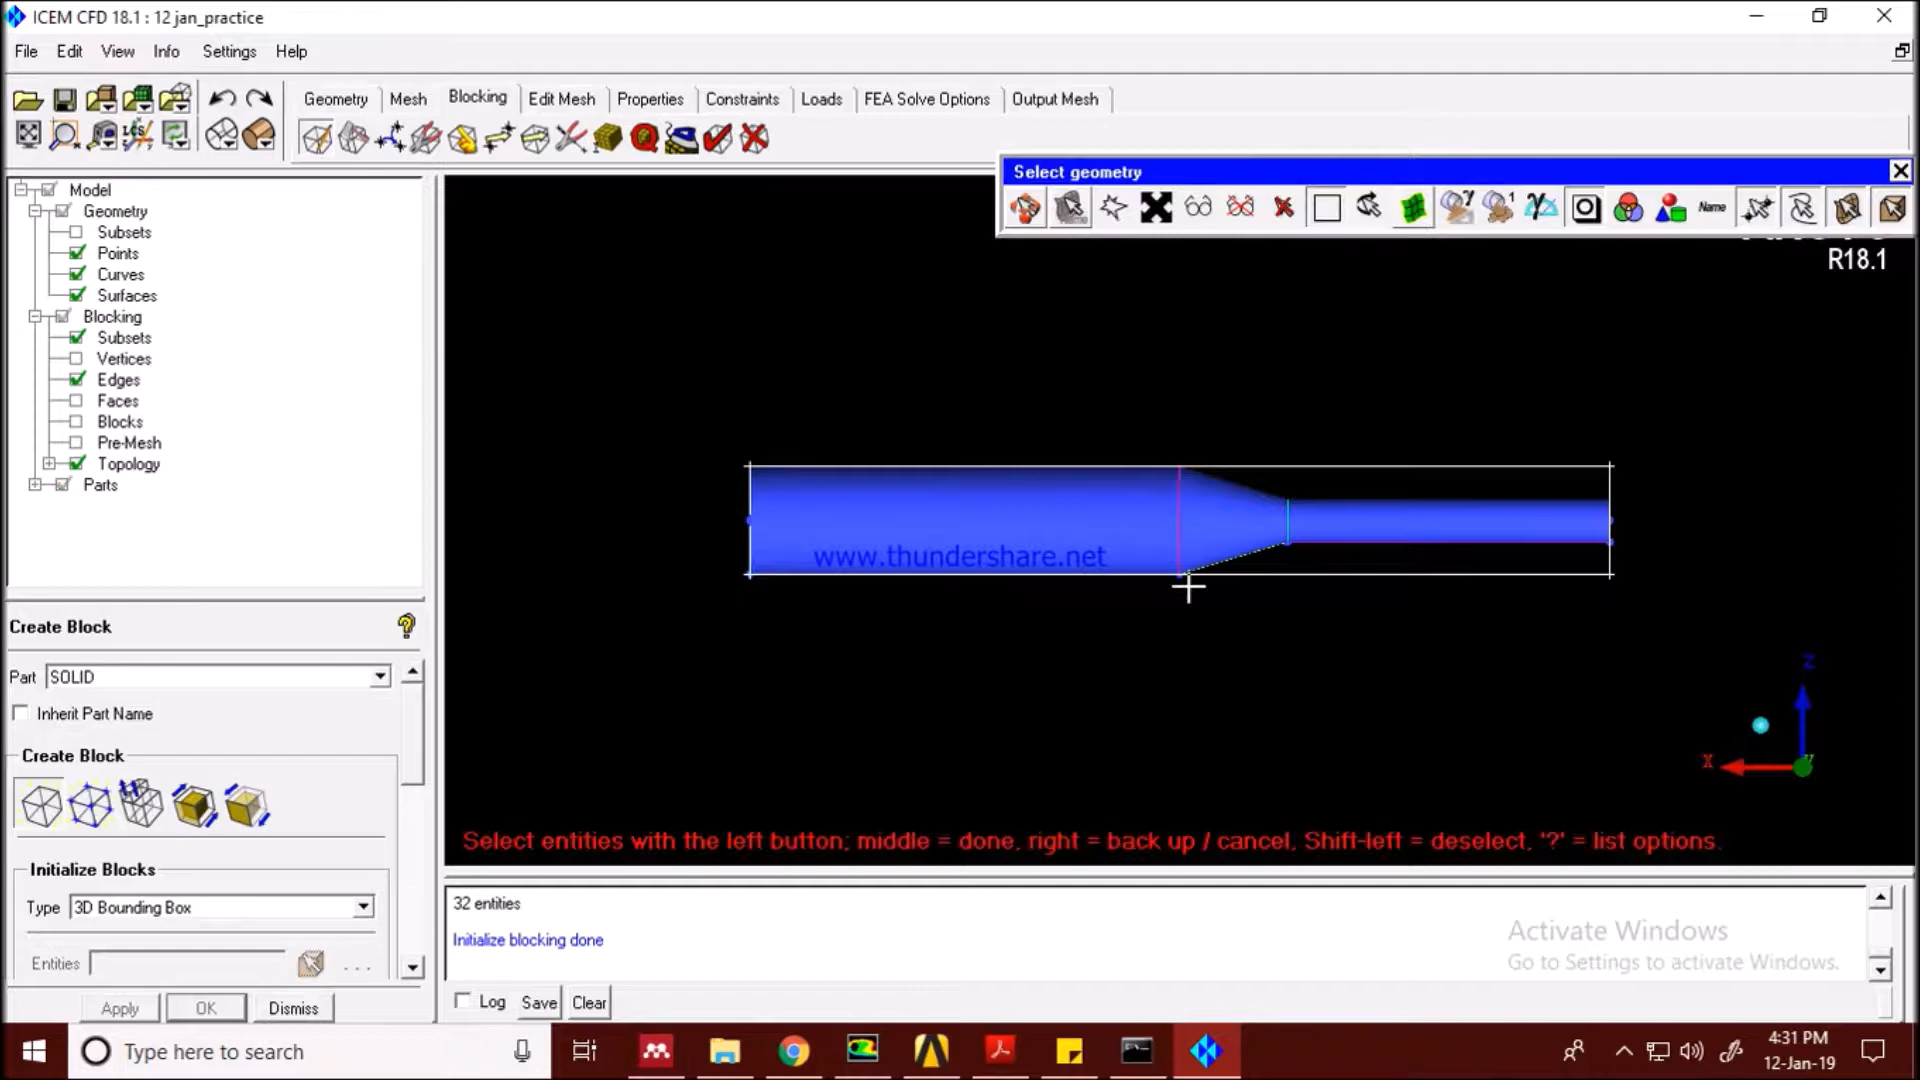 ICEM CFD 18.1 : 12 jan_practice
File Edit View Info Settings Help
Geometry Mesh Blocking Edit Mesh Properties Constraints Loads FEA Solve Options Output Mesh
Select geometry
Name
R18.1
Model
Geometry
Subsets
Points
Curves
Surfaces
Blocking
Subsets
Vertices
Edges
Faces
Blocks
Pre-Mesh
Topology
Parts
www.thundershare.net
Create Block
Part SOLID
Inherit Part Name
Create Block
Initialize Blocks
Type 3D Bounding Box
Entities
...
Apply OK Dismiss
Z
X
Y
Select entities with the left button; middle = done, right = back up / cancel, Shift-left = deselect, '?' = list options.
32 entities
Initialize blocking done
Activate Windows
Go to Settings to activate Windows.
Log Save Clear
Type here to search
4:31 PM
12-Jan-19